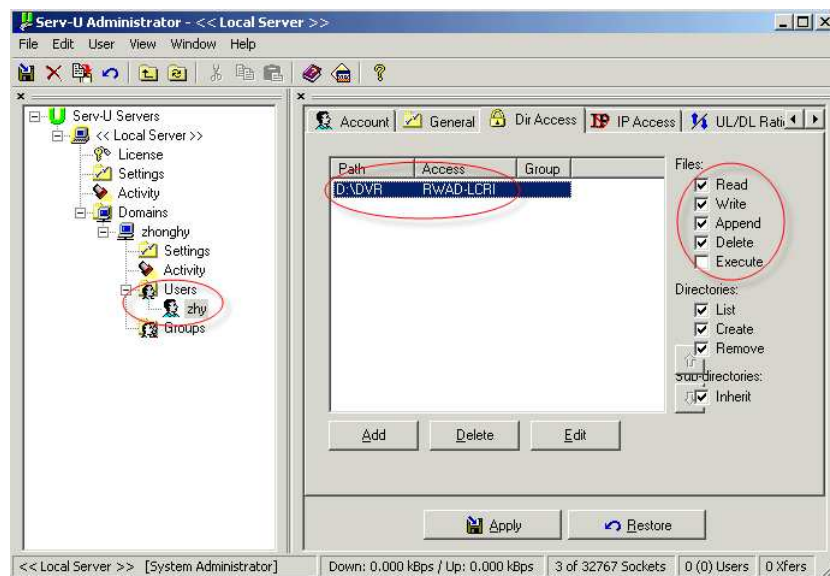 Serv-U Administrator - << Local Server >>
File Edit User View Window Help
Serv-U Servers
<< Local Server >>
License
Settings
Activity
Domains
zhonghy
Settings
Activity
Users
zhy
Groups
Account General Dir Access IP Access UL/DL
Path Access Group
D:\DVR RWAD-LCRI
Files:
Read
Write
Append
Delete
Execute
Directories:
List
Create
Remove
Sub-directories:
Inherit
Add Delete Edit
Apply Restore
<< Local Server >> [System Administrator] Down: 0.000 kBps / Up: 0.000 kBps 3 of 32767 Sockets 0 (0) Users 0 Xfers